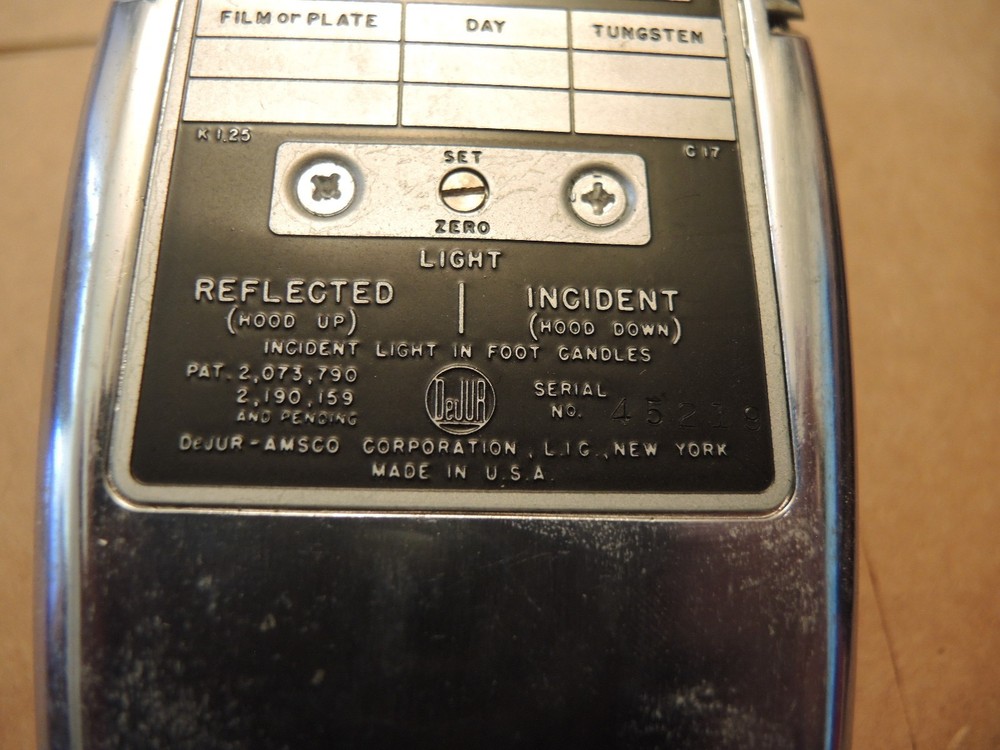 FILM or PLATE DAY TUNGSTEN
K 1.25 C 17
SET
ZERO
LIGHT
REFLECTED INCIDENT
(HOOD UP) (HOOD DOWN)
INCIDENT LIGHT IN FOOT CANDLES
PAT. 2,073,790
2,190,159
AND PENDING
DeJUR
SERIAL
NO. 45219
DeJUR-AMSCO CORPORATION, L.I.C., NEW YORK
MADE IN U.S.A.